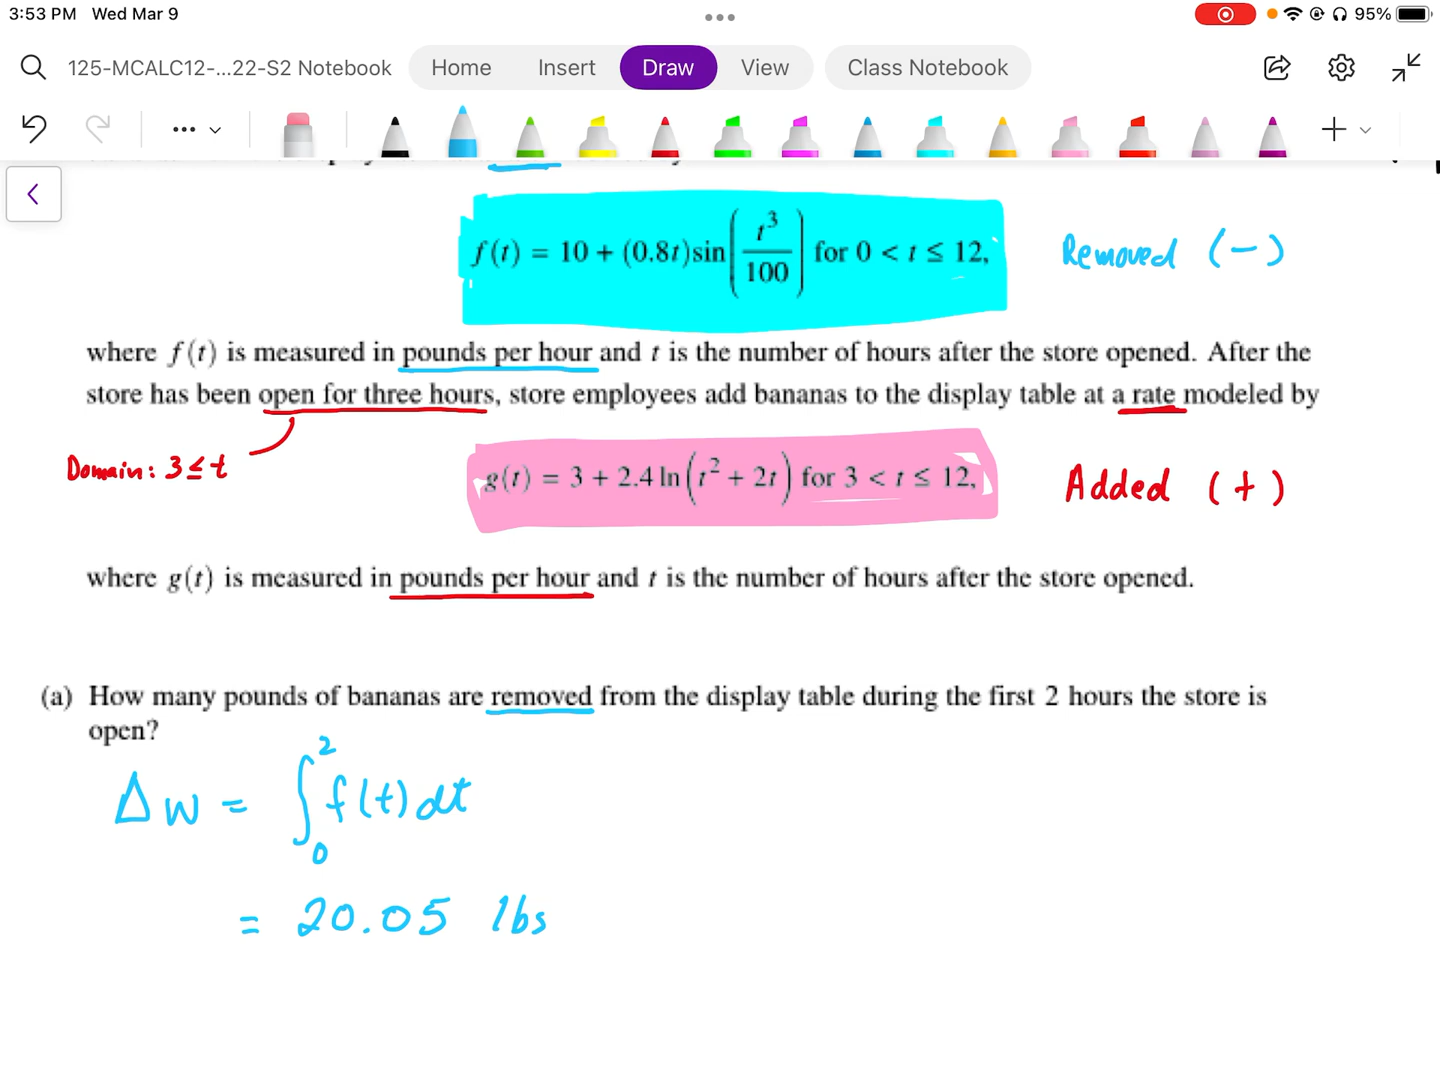 3:53 PM Wed Mar 9
95%
125-MCALC12-...22-S2 Notebook Home Insert Draw View Class Notebook
f(t) = 10 + (0.8t)sin(t³/100) for 0 < t ≤ 12,
Removed (-)
where f(t) is measured in pounds per hour and t is the number of hours after the store opened. After the
store has been open for three hours, store employees add bananas to the display table at a rate modeled by
Domain: 3 ≤ t
g(t) = 3 + 2.4 ln(t² + 2t) for 3 < t ≤ 12,
Added (+)
where g(t) is measured in pounds per hour and t is the number of hours after the store opened.
(a) How many pounds of bananas are removed from the display table during the first 2 hours the store is
open?
Δw = ∫₀² f(t) dt
= 20.05 lbs